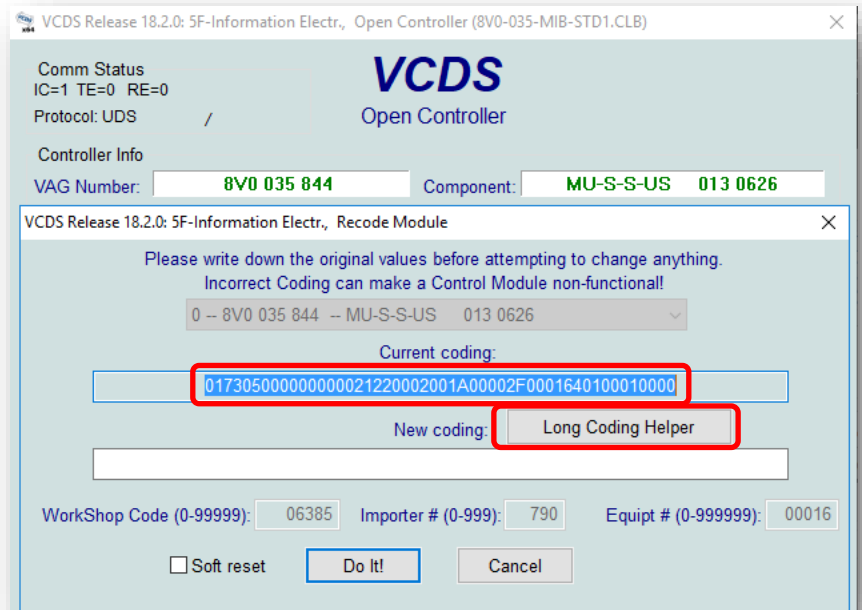 VCDS Release 18.2.0: 5F-Information Electr., Open Controller (8V0-035-MIB-STD1.CLB)
Comm Status
IC=1 TE=0 RE=0
Protocol: UDS /
VCDS
Open Controller
Controller Info
VAG Number: 8V0 035 844 Component: MU-S-S-US 013 0626
VCDS Release 18.2.0: 5F-Information Electr., Recode Module
Please write down the original values before attempting to change anything.
Incorrect Coding can make a Control Module non-functional!
0 -- 8V0 035 844 -- MU-S-S-US 013 0626
Current coding:
01730500000000021220002001A00002F0001640100010000
New coding: Long Coding Helper
WorkShop Code (0-99999): 06385 Importer # (0-999): 790 Equipt # (0-999999): 00016
Soft reset Do It! Cancel